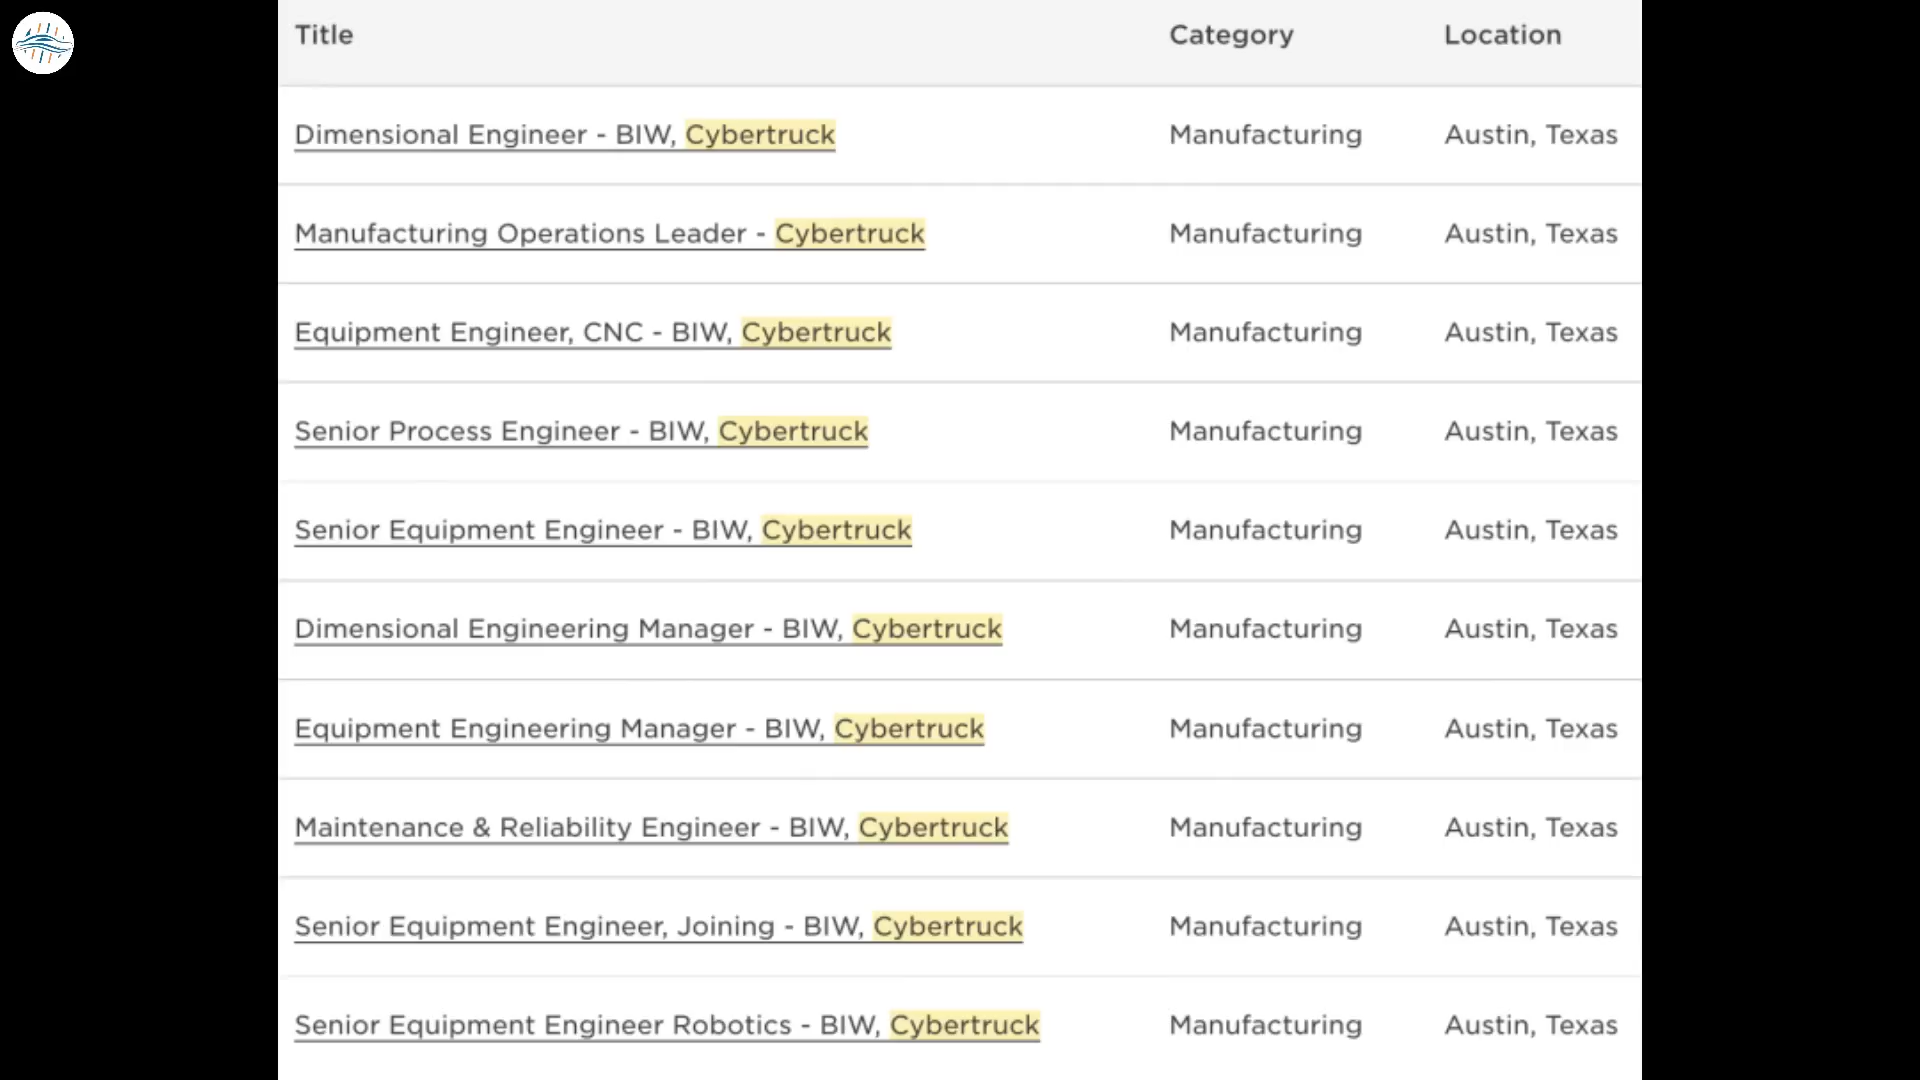 Title Category Location
Dimensional Engineer - BIW, Cybertruck Manufacturing Austin, Texas
Manufacturing Operations Leader - Cybertruck Manufacturing Austin, Texas
Equipment Engineer, CNC - BIW, Cybertruck Manufacturing Austin, Texas
Senior Process Engineer - BIW, Cybertruck Manufacturing Austin, Texas
Senior Equipment Engineer - BIW, Cybertruck Manufacturing Austin, Texas
Dimensional Engineering Manager - BIW, Cybertruck Manufacturing Austin, Texas
Equipment Engineering Manager - BIW, Cybertruck Manufacturing Austin, Texas
Maintenance & Reliability Engineer - BIW, Cybertruck Manufacturing Austin, Texas
Senior Equipment Engineer, Joining - BIW, Cybertruck Manufacturing Austin, Texas
Senior Equipment Engineer Robotics - BIW, Cybertruck Manufacturing Austin, Texas